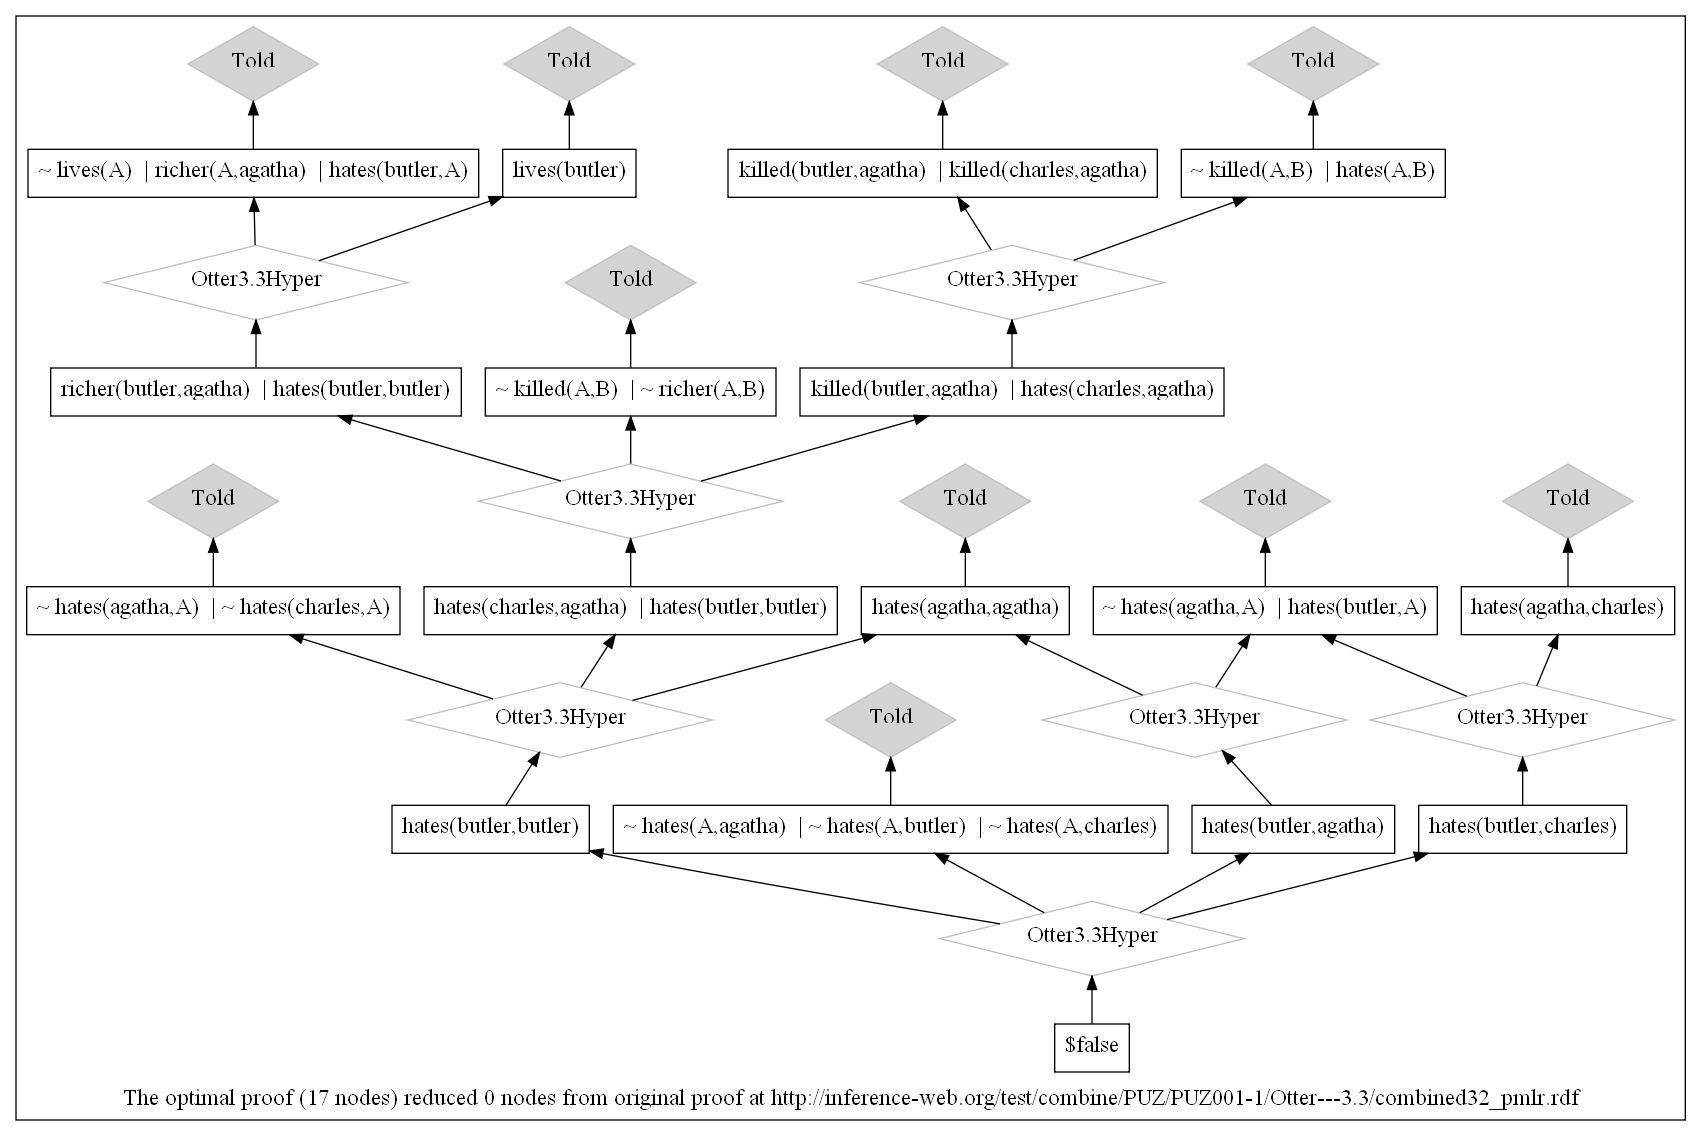 Told
Told
Told
Told
~ lives(A) | richer(A,agatha) | hates(butler,A)
lives(butler)
killed(butler,agatha) | killed(charles,agatha)
~ killed(A,B) | hates(A,B)
Otter3.3Hyper
Told
Otter3.3Hyper
richer(butler,agatha) | hates(butler,butler)
~ killed(A,B) | ~ richer(A,B)
killed(butler,agatha) | hates(charles,agatha)
Told
Otter3.3Hyper
Told
Told
Told
~ hates(agatha,A) | ~ hates(charles,A)
hates(charles,agatha) | hates(butler,butler)
hates(agatha,agatha)
~ hates(agatha,A) | hates(butler,A)
hates(agatha,charles)
Otter3.3Hyper
Told
Otter3.3Hyper
Otter3.3Hyper
hates(butler,butler)
~ hates(A,agatha) | ~ hates(A,butler) | ~ hates(A,charles)
hates(butler,agatha)
hates(butler,charles)
Otter3.3Hyper
$false
The optimal proof (17 nodes) reduced 0 nodes from original proof at http://inference-web.org/test/combine/PUZ/PUZ001-1/Otter---3.3/combined32_pmlr.rdf